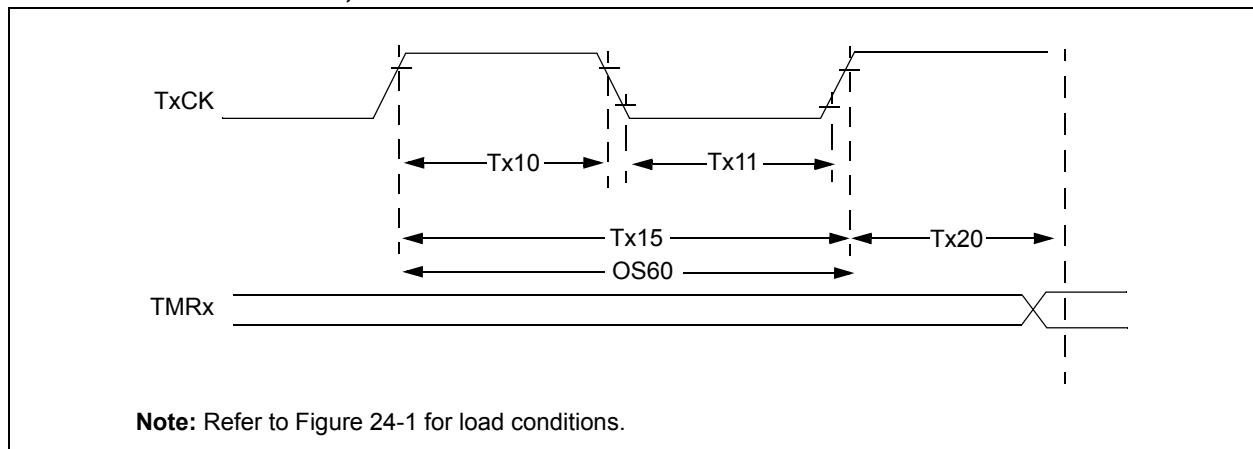 TxCK
Tx10
Tx11
Tx15
Tx20
OS60
TMRx
Note: Refer to Figure 24-1 for load conditions.